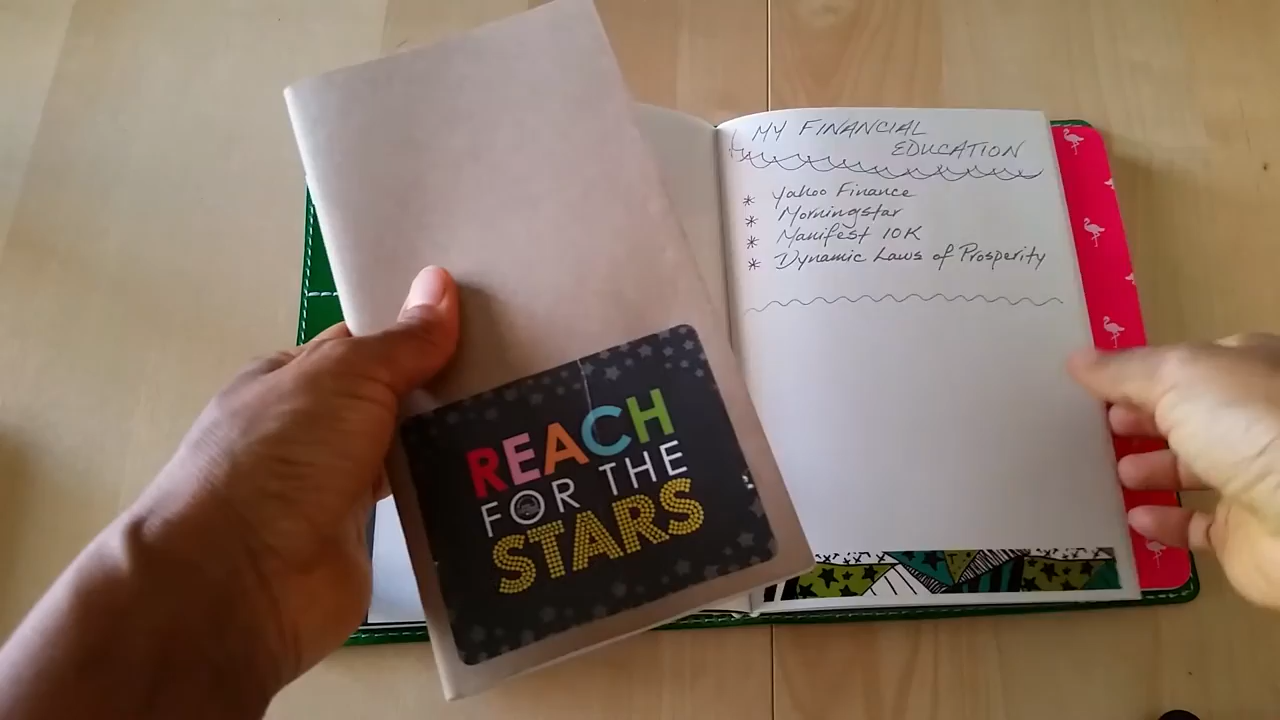 MY FINANCIAL
EDUCATION
* Yahoo Finance
* Morningstar
* Manifest 10K
* Dynamic Laws of Prosperity
REACH
FOR THE
STARS